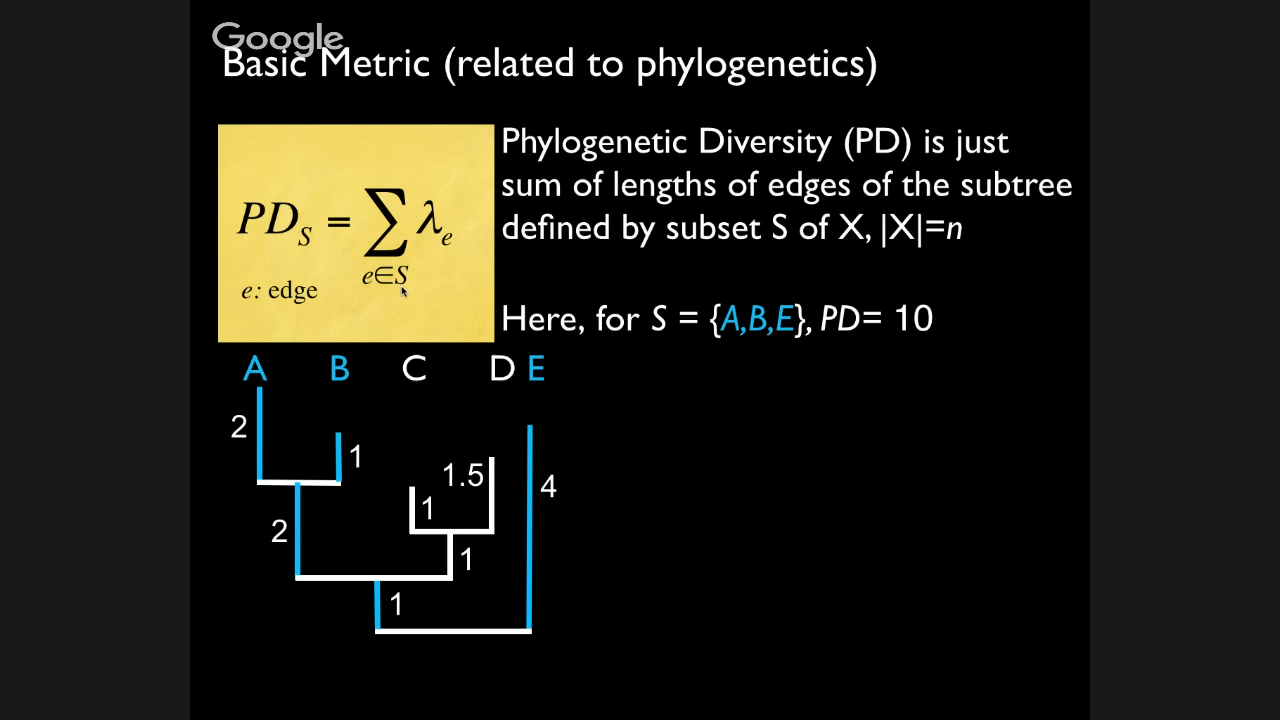 Google
Basic Metric (related to phylogenetics)
PD_S = ∑ λ_e
e∈S
e: edge
Phylogenetic Diversity (PD) is just
sum of lengths of edges of the subtree
defined by subset S of X, |X|=n
Here, for S = {A,B,E}, PD= 10
A B C D E
2
1
1.5
1
4
2
1
1